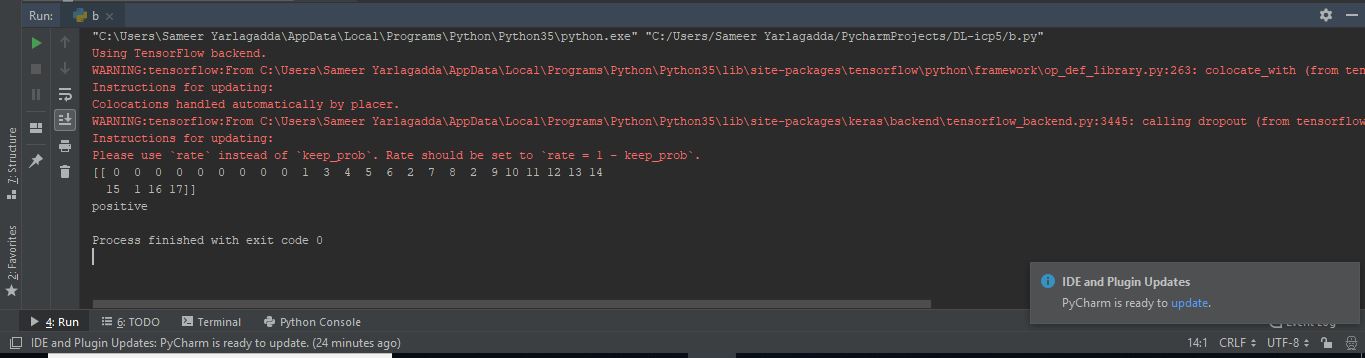 Run: b
"C:\Users\Sameer Yarlagadda\AppData\Local\Programs\Python\Python35\python.exe" "C:/Users/Sameer Yarlagadda/PycharmProjects/DL-icp5/b.py"
Using TensorFlow backend.
WARNING:tensorflow:From C:\Users\Sameer Yarlagadda\AppData\Local\Programs\Python\Python35\lib\site-packages\tensorflow\python\framework\op_def_library.py:263: colocate_with (from ten
Instructions for updating:
Colocations handled automatically by placer.
WARNING:tensorflow:From C:\Users\Sameer Yarlagadda\AppData\Local\Programs\Python\Python35\lib\site-packages\keras\backend\tensorflow_backend.py:3445: calling dropout (from tensorflow
Instructions for updating:
Please use `rate` instead of `keep_prob`. Rate should be set to `rate = 1 - keep_prob`.
[[ 0  0  0  0  0  0  0  0  0  1  3  4  5  6  2  7  8  2  9 10 11 12 13 14
  15  1 16 17]]
positive
Process finished with exit code 0
7: Structure
2: Favorites
IDE and Plugin Updates
PyCharm is ready to update.
4: Run 6: TODO Terminal Python Console Event Log
IDE and Plugin Updates: PyCharm is ready to update. (24 minutes ago) 14:1 CRLF UTF-8